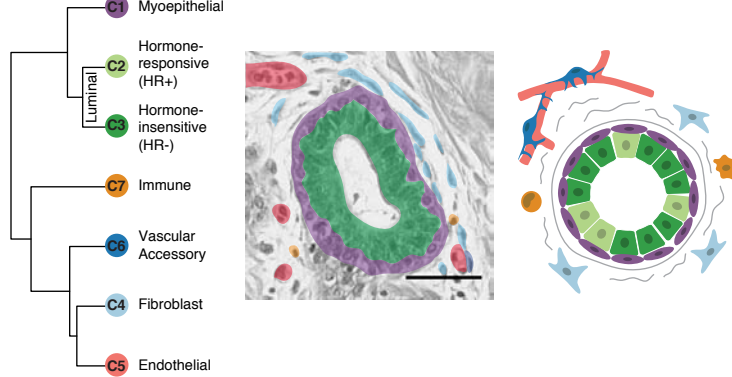 C1 Myoepithelial
Hormone-
C2 responsive
(HR+)
Luminal
Hormone-
C3 insensitive
(HR-)
C7 Immune
C6 Vascular
Accessory
C4 Fibroblast
C5 Endothelial